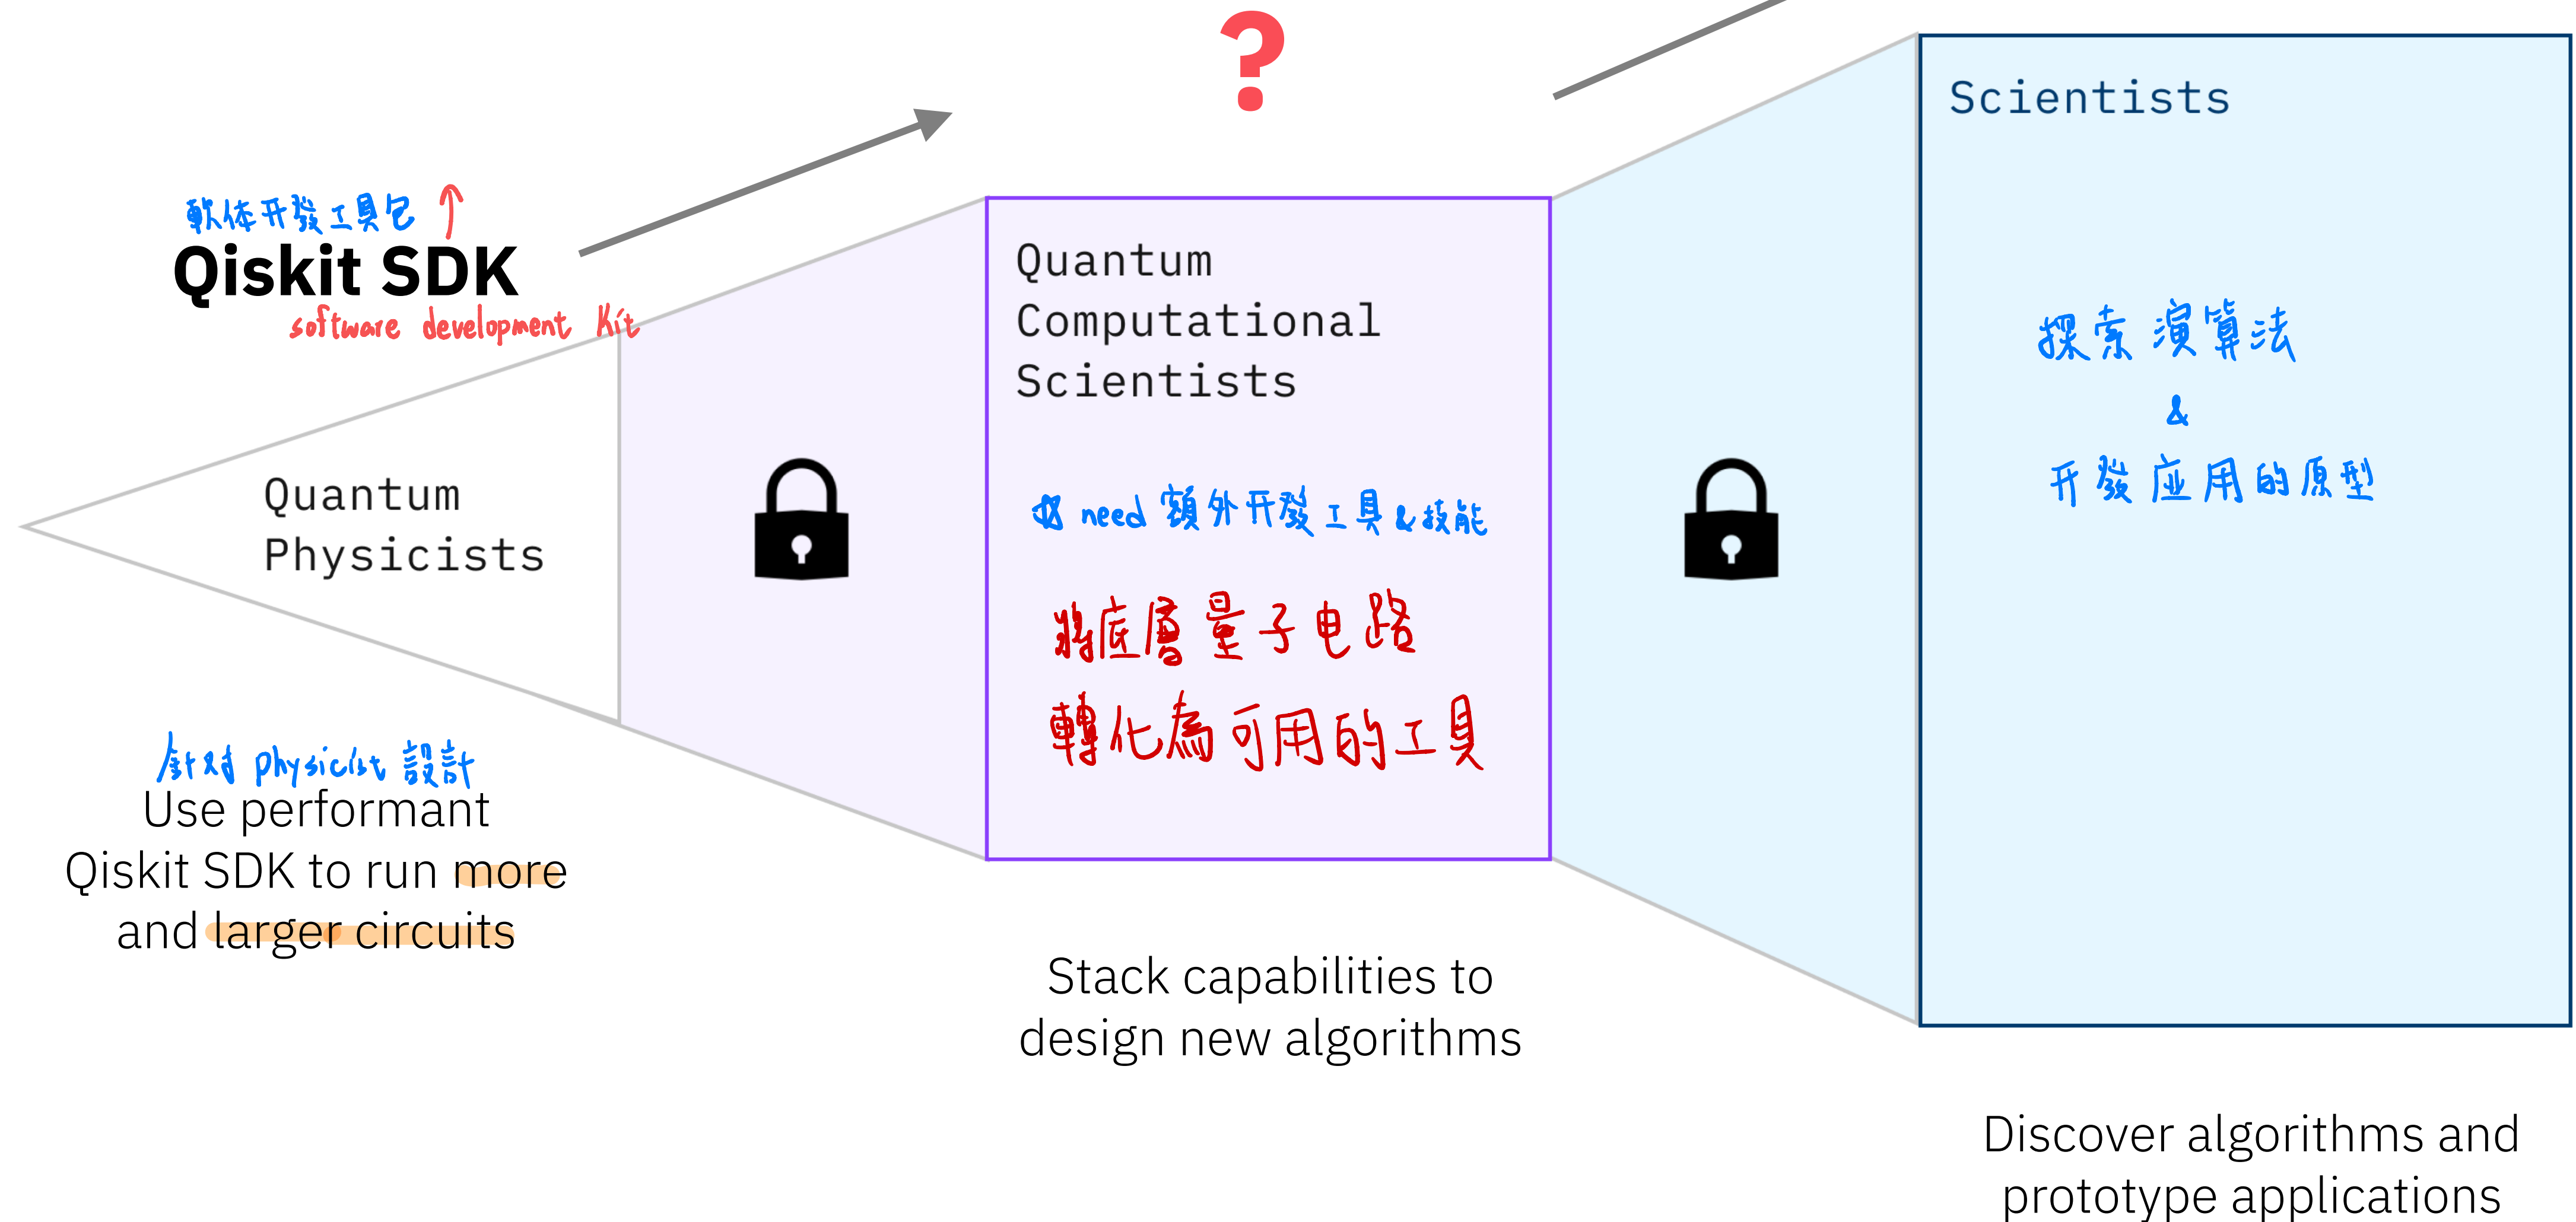 ?
軟体开發工具包
Qiskit SDK
software development Kit
Quantum
Physicists
針对 physicist 設計
Use performant
Qiskit SDK to run more
and larger circuits
Quantum
Computational
Scientists
need 額外开發工具&技能
將底層量子电路
轉化為可用的工具
Stack capabilities to
design new algorithms
Scientists
探索演算法
&
开發应用的原型
Discover algorithms and
prototype applications